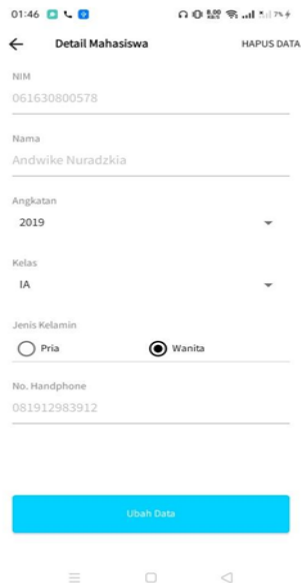 01:46
Detail Mahasiswa HAPUS DATA
NIM
061630800578
Nama
Andwike Nuradzkia
Angkatan
2019
Kelas
IA
Jenis Kelamin
Pria Wanita
No. Handphone
081912983912
Ubah Data